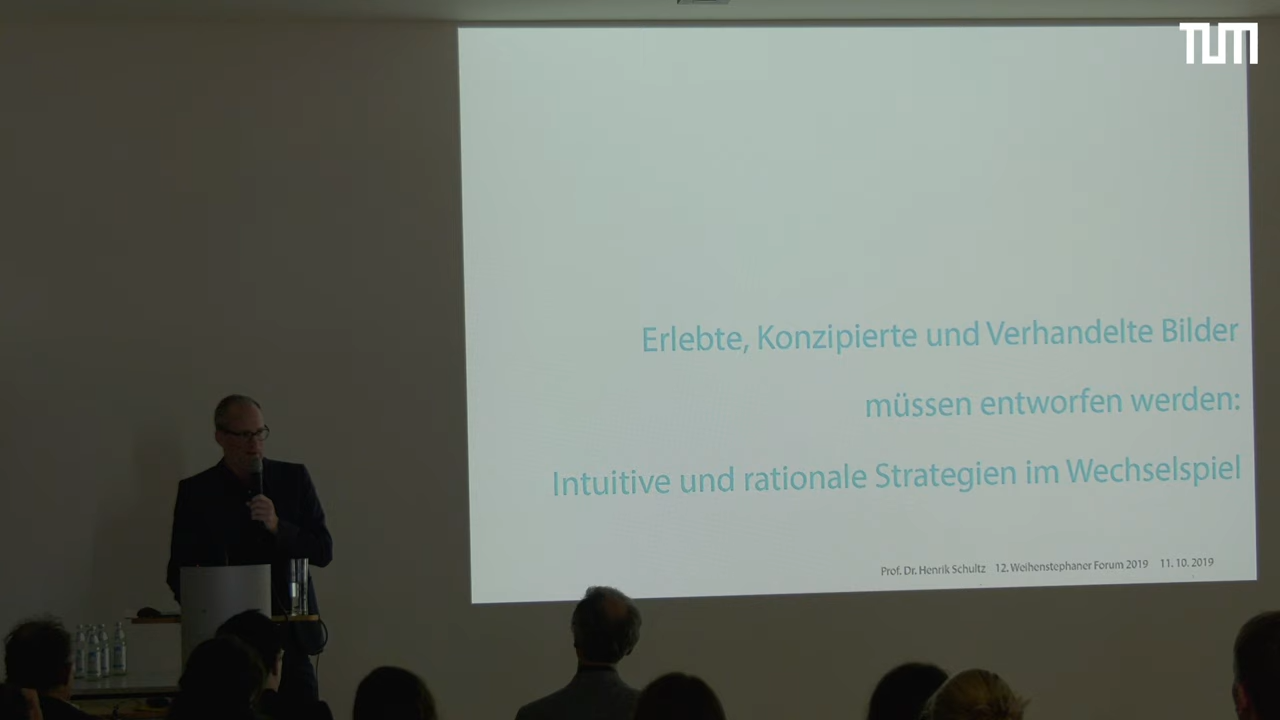 TUM
Erlebte, Konzipierte und Verhandelte Bilder
müssen entworfen werden:
Intuitive und rationale Strategien im Wechselspiel
Prof. Dr. Henrik Schultz 12. Weihenstephaner Forum 2019 11. 10. 2019